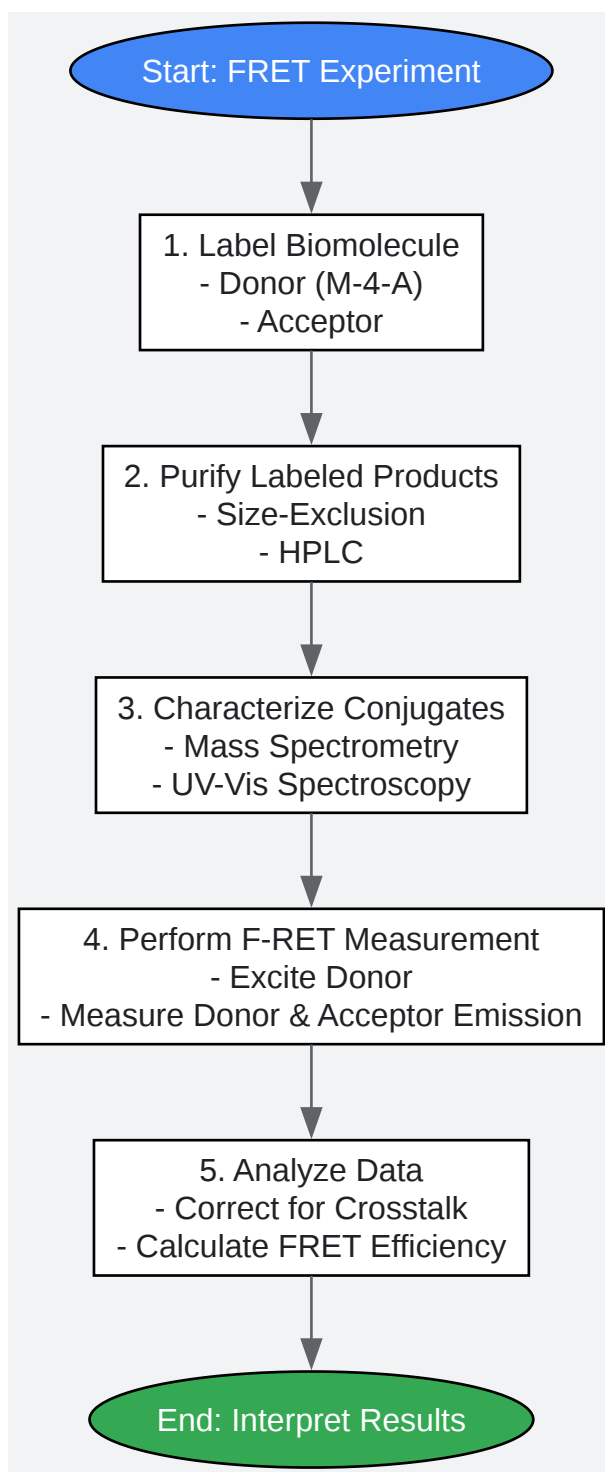 Start: FRET Experiment
1. Label Biomolecule
- Donor (M-4-A)
- Acceptor
2. Purify Labeled Products
- Size-Exclusion
- HPLC
3. Characterize Conjugates
- Mass Spectrometry
- UV-Vis Spectroscopy
4. Perform F-RET Measurement
- Excite Donor
- Measure Donor & Acceptor Emission
5. Analyze Data
- Correct for Crosstalk
- Calculate FRET Efficiency
End: Interpret Results